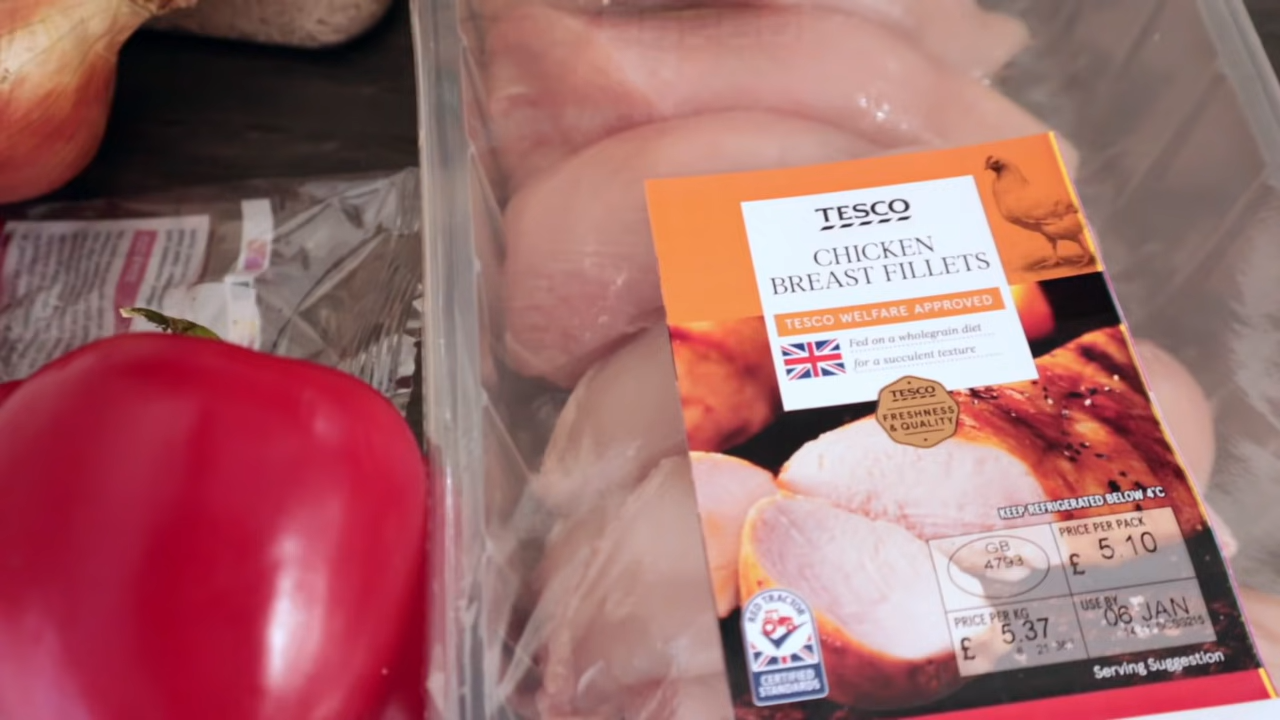 TESCO
CHICKEN
BREAST FILLETS
TESCO WELFARE APPROVED
Fed on a wholegrain diet
for a succulent texture
TESCO
FRESHNESS
& QUALITY
KEEP REFRIGERATED BELOW 4°C
GB
4793
PRICE PER PACK
£ 5.10
PRICE PER KG
£ 5.37
USE BY
06 JAN
RED TRACTOR
CERTIFIED
STANDARDS
Serving Suggestion